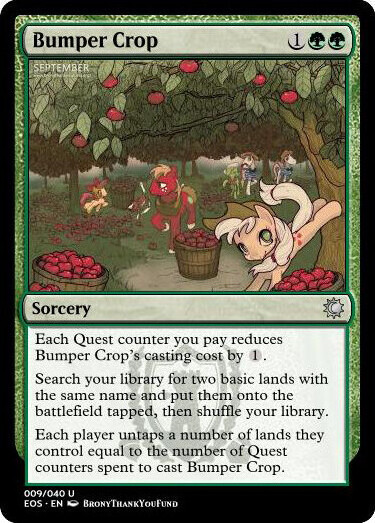 Bumper Crop 1
SEPTEMBER
Sorcery
Each Quest counter you pay reduces
Bumper Crop's casting cost by 1.
Search your library for two basic lands with
the same name and put them onto the
battlefield tapped, then shuffle your library.
Each player untaps a number of lands they
control equal to the number of Quest
counters spent to cast Bumper Crop.
009/040 U
EOS · EN BronyThankYouFund